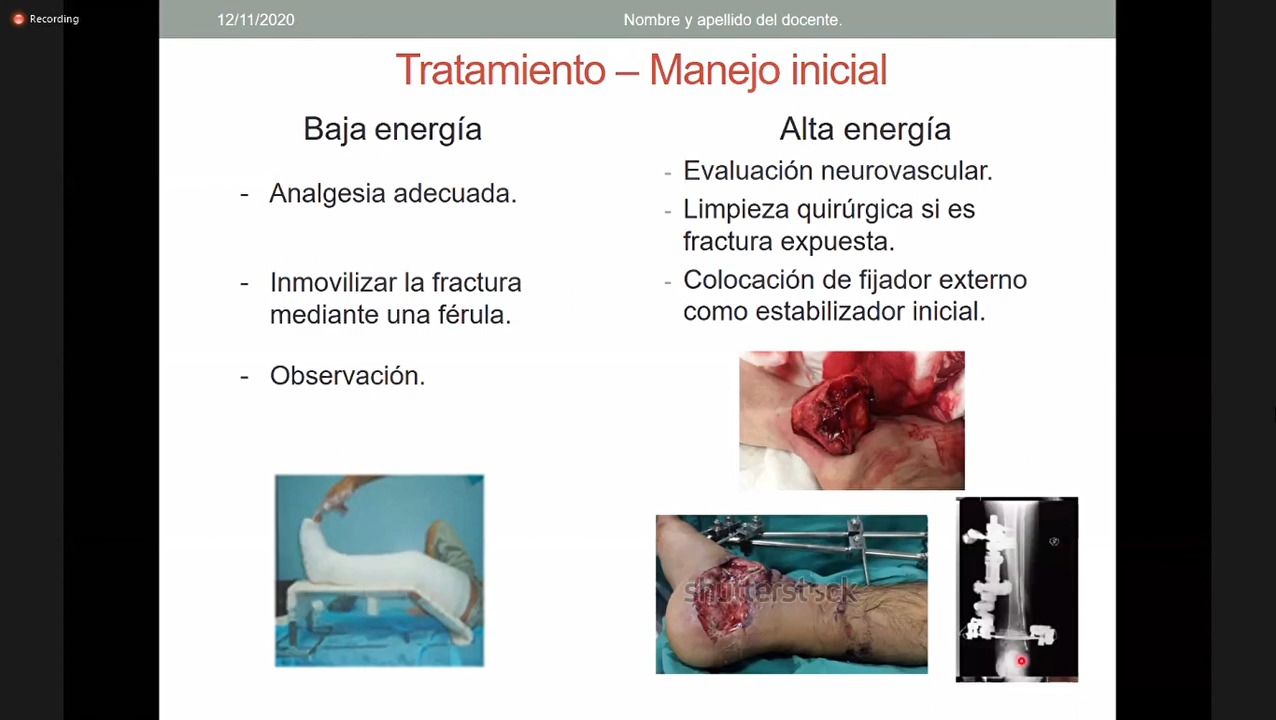 Recording
12/11/2020
Nombre y apellido del docente.
Tratamiento – Manejo inicial
Baja energía
- Analgesia adecuada.
- Inmovilizar la fractura
mediante una férula.
- Observación.
Alta energía
- Evaluación neurovascular.
- Limpieza quirúrgica si es
fractura expuesta.
- Colocación de fijador externo
como estabilizador inicial.
shutterstock